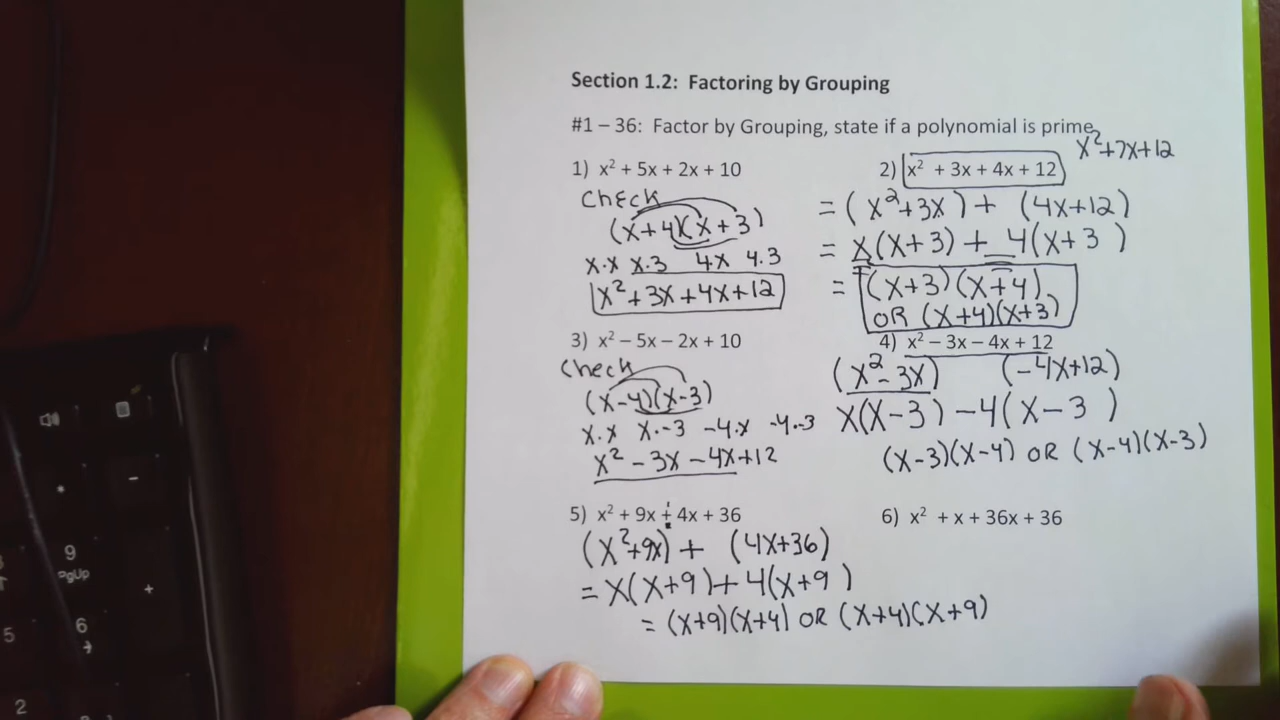 Section 1.2: Factoring by Grouping
#1 – 36: Factor by Grouping, state if a polynomial is prime.
x²+7x+12
1) x² + 5x + 2x + 10
2) x² + 3x + 4x + 12
Check
(x+4)(x+3)
x·x x·3 4x 4·3
x²+3x+4x+12
= (x²+3x) + (4x+12)
= x(x+3) + 4(x+3)
= (x+3)(x+4)
OR (x+4)(x+3)
3) x² – 5x – 2x + 10
4) x² – 3x – 4x + 12
Check
(x-4)(x-3)
x·x x·-3 -4·x -4·-3
x² - 3x - 4x + 12
(x² - 3x) (-4x+12)
x(x-3) - 4(x-3)
(x-3)(x-4) OR (x-4)(x-3)
5) x² + 9x + 4x + 36
6) x² + x + 36x + 36
(x²+9x) + (4x+36)
= x(x+9)+4(x+9)
= (x+9)(x+4) OR (x+4)(x+9)
*
-
9
PgUp
+
5
6
2